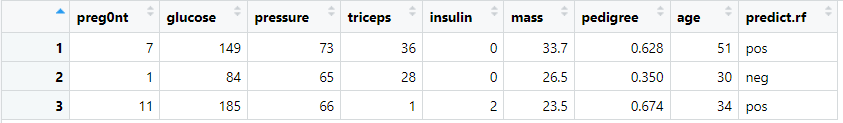 preg0nt glucose pressure triceps insulin mass pedigree age predict.rf
1 7 149 73 36 0 33.7 0.628 51 pos
2 1 84 65 28 0 26.5 0.350 30 neg
3 11 185 66 1 2 23.5 0.674 34 pos